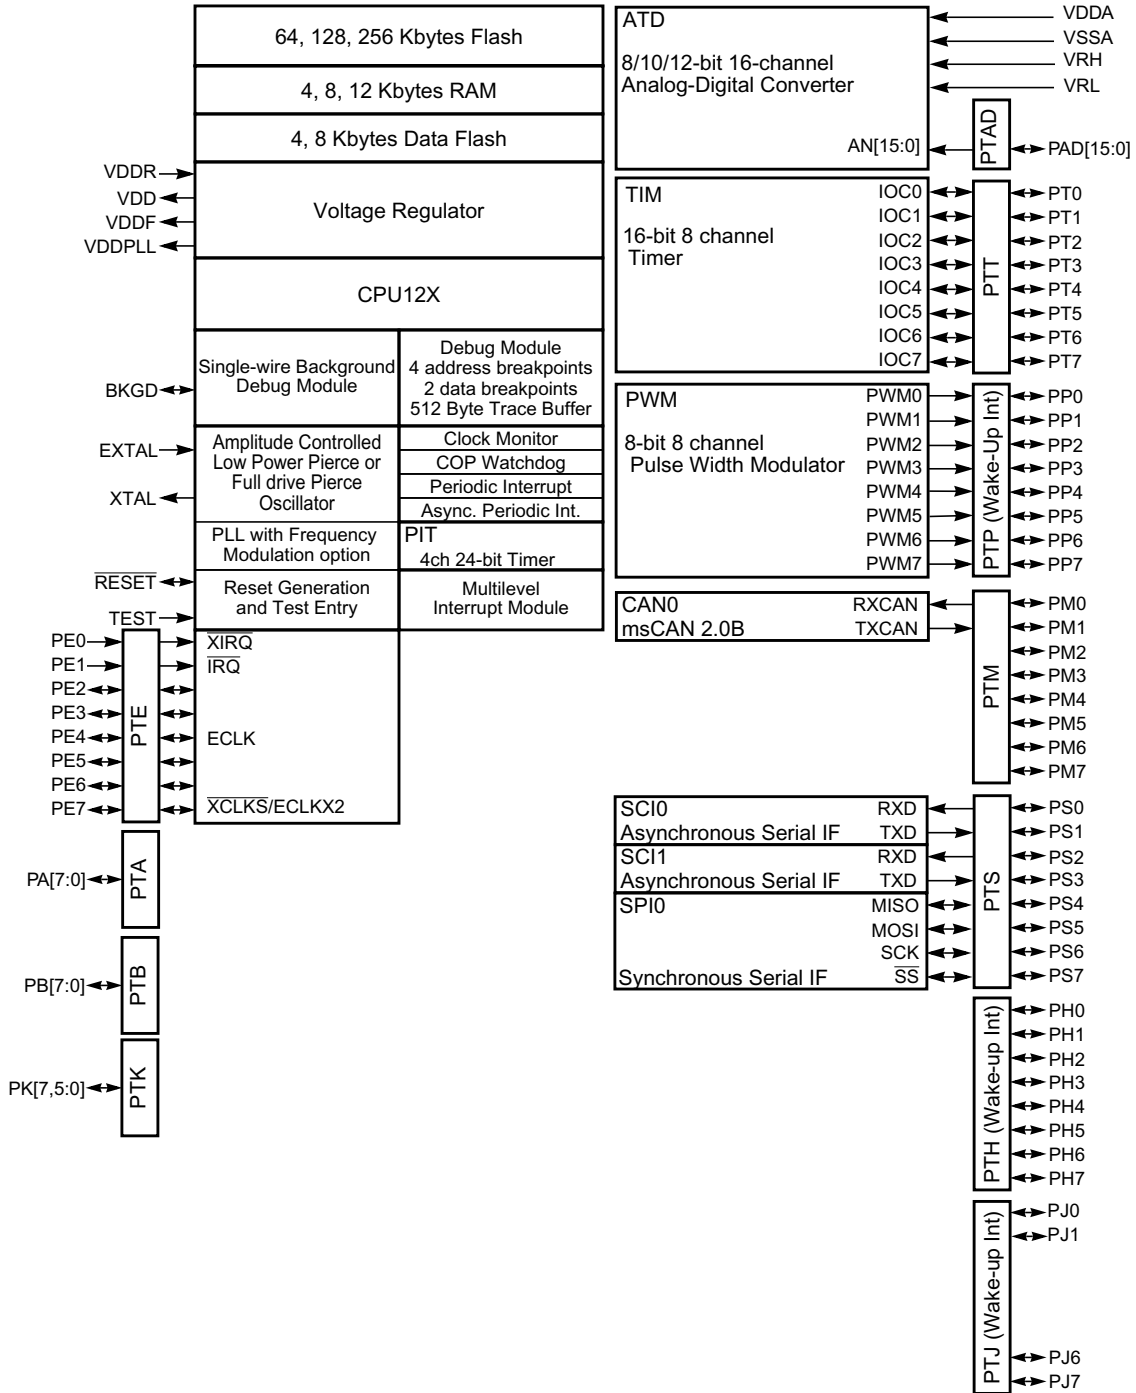 64, 128, 256 Kbytes Flash
4, 8, 12 Kbytes RAM
4, 8 Kbytes Data Flash
VDDR
VDD
VDDF
VDDPLL
Voltage Regulator
CPU12X
BKGD
Single-wire Background
Debug Module
Debug Module
4 address breakpoints
2 data breakpoints
512 Byte Trace Buffer
EXTAL
XTAL
Amplitude Controlled
Low Power Pierce or
Full drive Pierce
Oscillator
Clock Monitor
COP Watchdog
Periodic Interrupt
Async. Periodic Int.
PLL with Frequency
Modulation option
PIT
4ch 24-bit Timer
RESET
TEST
Reset Generation
and Test Entry
Multilevel
Interrupt Module
PE0
PE1
PE2
PE3
PE4
PE5
PE6
PE7
PTE
XIRQ
IRQ
ECLK
XCLKS/ECLKX2
PA[7:0]
PTA
PB[7:0]
PTB
PK[7,5:0]
PTK
ATD
8/10/12-bit 16-channel
Analog-Digital Converter
AN[15:0]
VDDA
VSSA
VRH
VRL
PTAD
PAD[15:0]
TIM
16-bit 8 channel
Timer
IOC0
IOC1
IOC2
IOC3
IOC4
IOC5
IOC6
IOC7
PTT
PT0
PT1
PT2
PT3
PT4
PT5
PT6
PT7
PWM
8-bit 8 channel
Pulse Width Modulator
PWM0
PWM1
PWM2
PWM3
PWM4
PWM5
PWM6
PWM7
PTP (Wake-Up Int)
PP0
PP1
PP2
PP3
PP4
PP5
PP6
PP7
CAN0
msCAN 2.0B
RXCAN
TXCAN
PTM
PM0
PM1
PM2
PM3
PM4
PM5
PM6
PM7
SCI0
Asynchronous Serial IF
RXD
TXD
SCI1
Asynchronous Serial IF
RXD
TXD
SPI0
Synchronous Serial IF
MISO
MOSI
SCK
SS
PTS
PS0
PS1
PS2
PS3
PS4
PS5
PS6
PS7
PTH (Wake-up Int)
PH0
PH1
PH2
PH3
PH4
PH5
PH6
PH7
PTJ (Wake-up Int)
PJ0
PJ1
PJ6
PJ7